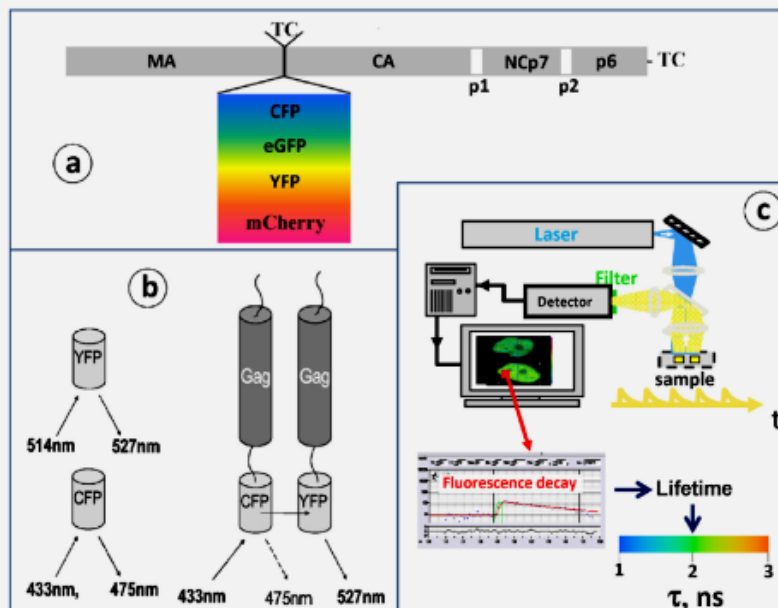 TC
MA
CA
NCp7
p6
- TC
p1
p2
CFP
eGFP
YFP
mCherry
a
b
YFP
514nm
527nm
CFP
433nm,
475nm
Gag
Gag
CFP
YFP
433nm
475nm
527nm
c
Laser
Filter
Detector
sample
t
Fluorescence decay
Lifetime
1
2
3
τ, ns